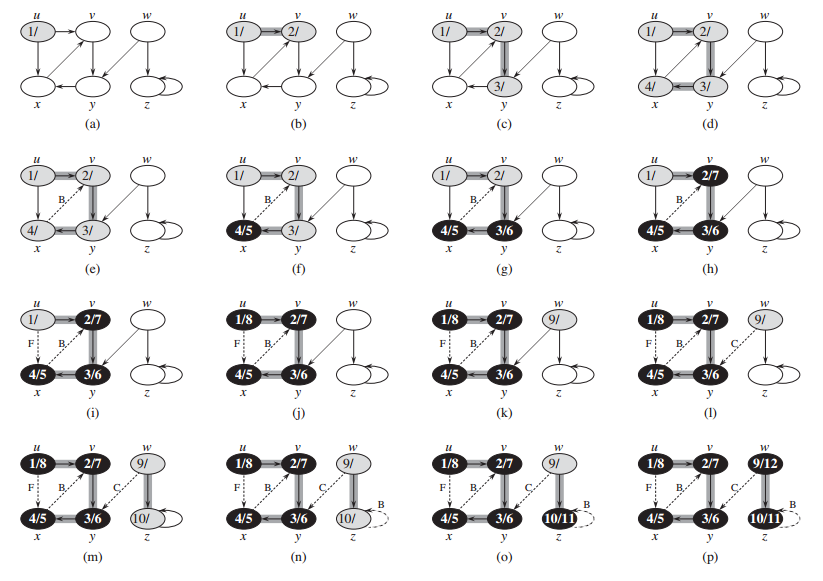 u v w u v w u v w u v w
1/ 1/ 2/ 1/ 2/ 1/ 2/
3/ 4/ 3/
x y z x y z x y z x y z
(a) (b) (c) (d)
u v w u v w u v w u v w
1/ 2/ 1/ 2/ 1/ 2/ 1/ 2/7
B B B B
4/ 3/ 4/5 3/ 4/5 3/6 4/5 3/6
x y z x y z x y z x y z
(e) (f) (g) (h)
u v w u v w u v w u v w
1/ 2/7 1/8 2/7 1/8 2/7 9/ 1/8 2/7 9/
F B F B F B F B C
4/5 3/6 4/5 3/6 4/5 3/6 4/5 3/6
x y z x y z x y z x y z
(i) (j) (k) (l)
u v w u v w u v w u v w
1/8 2/7 9/ 1/8 2/7 9/ 1/8 2/7 9/ 1/8 2/7 9/12
F B C F B C F B C F B C
B B B
4/5 3/6 10/ 4/5 3/6 10/ 4/5 3/6 10/11 4/5 3/6 10/11
x y z x y z x y z x y z
(m) (n) (o) (p)